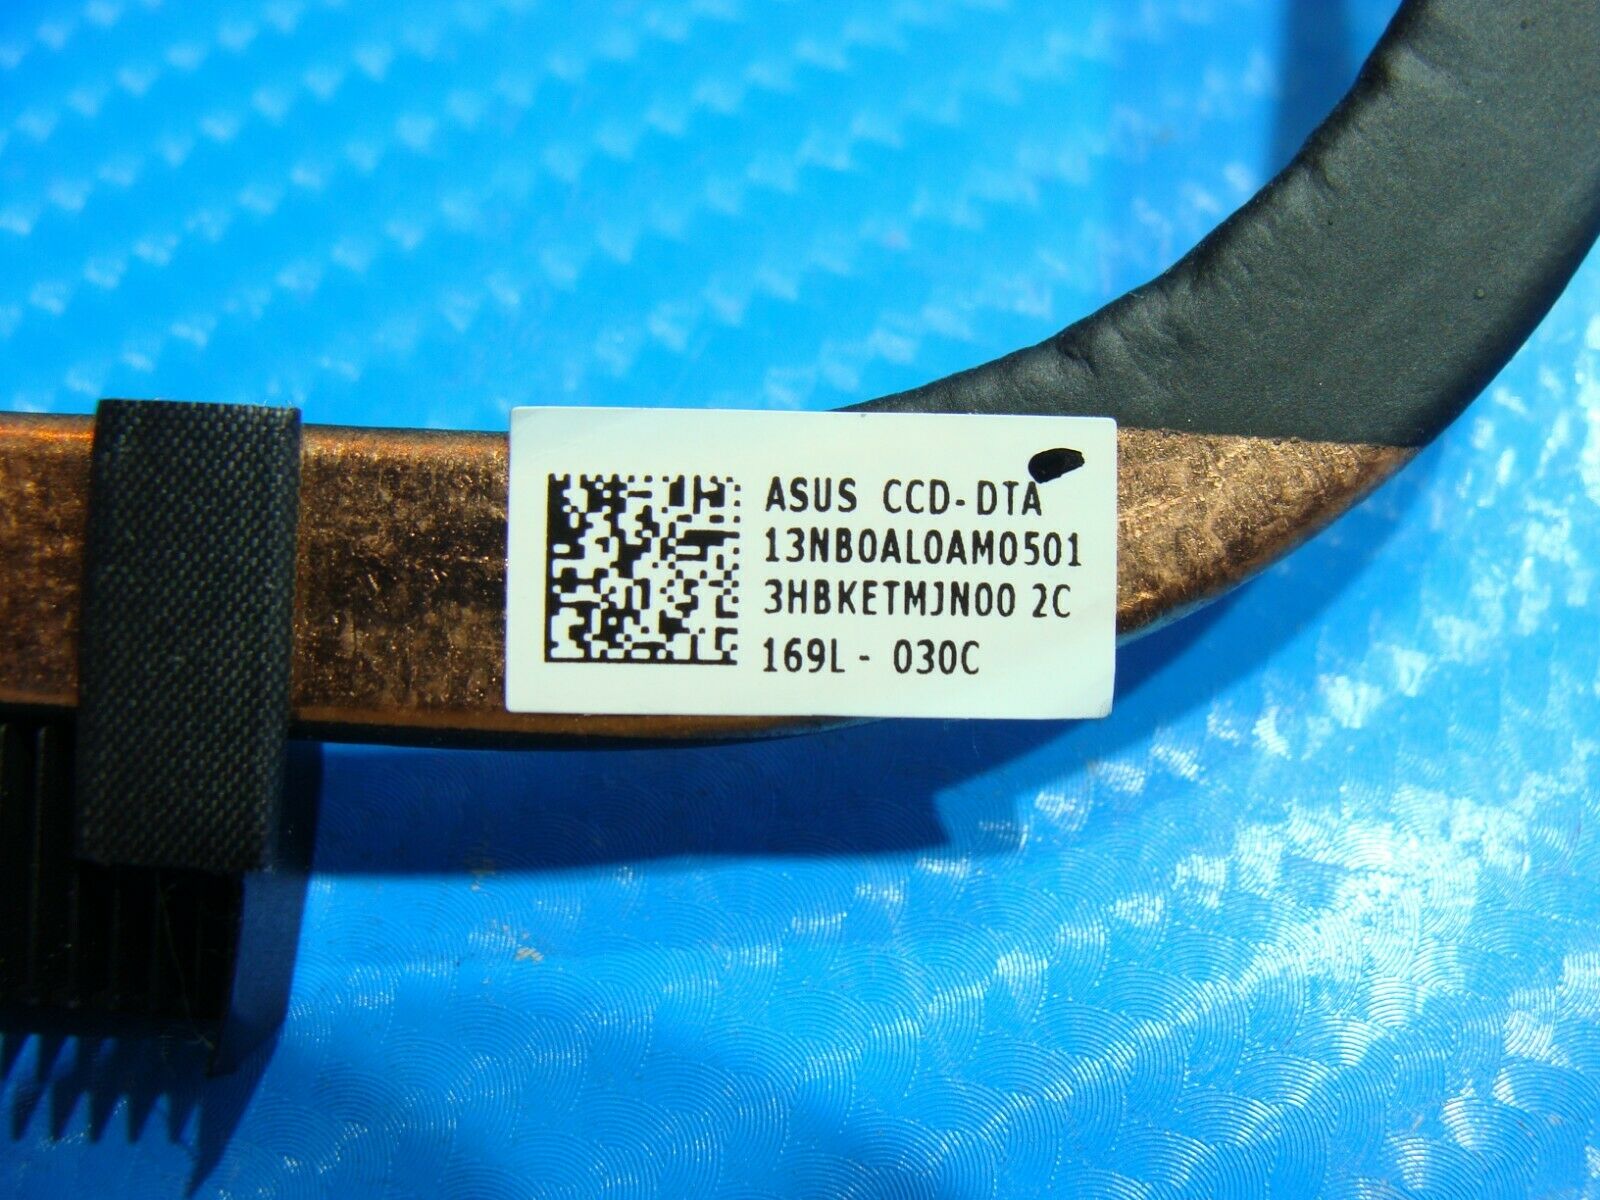 ASUS CCD-DTA
13NB0AL0AM0501
3HBKETMJN00 2C
169L - 030C